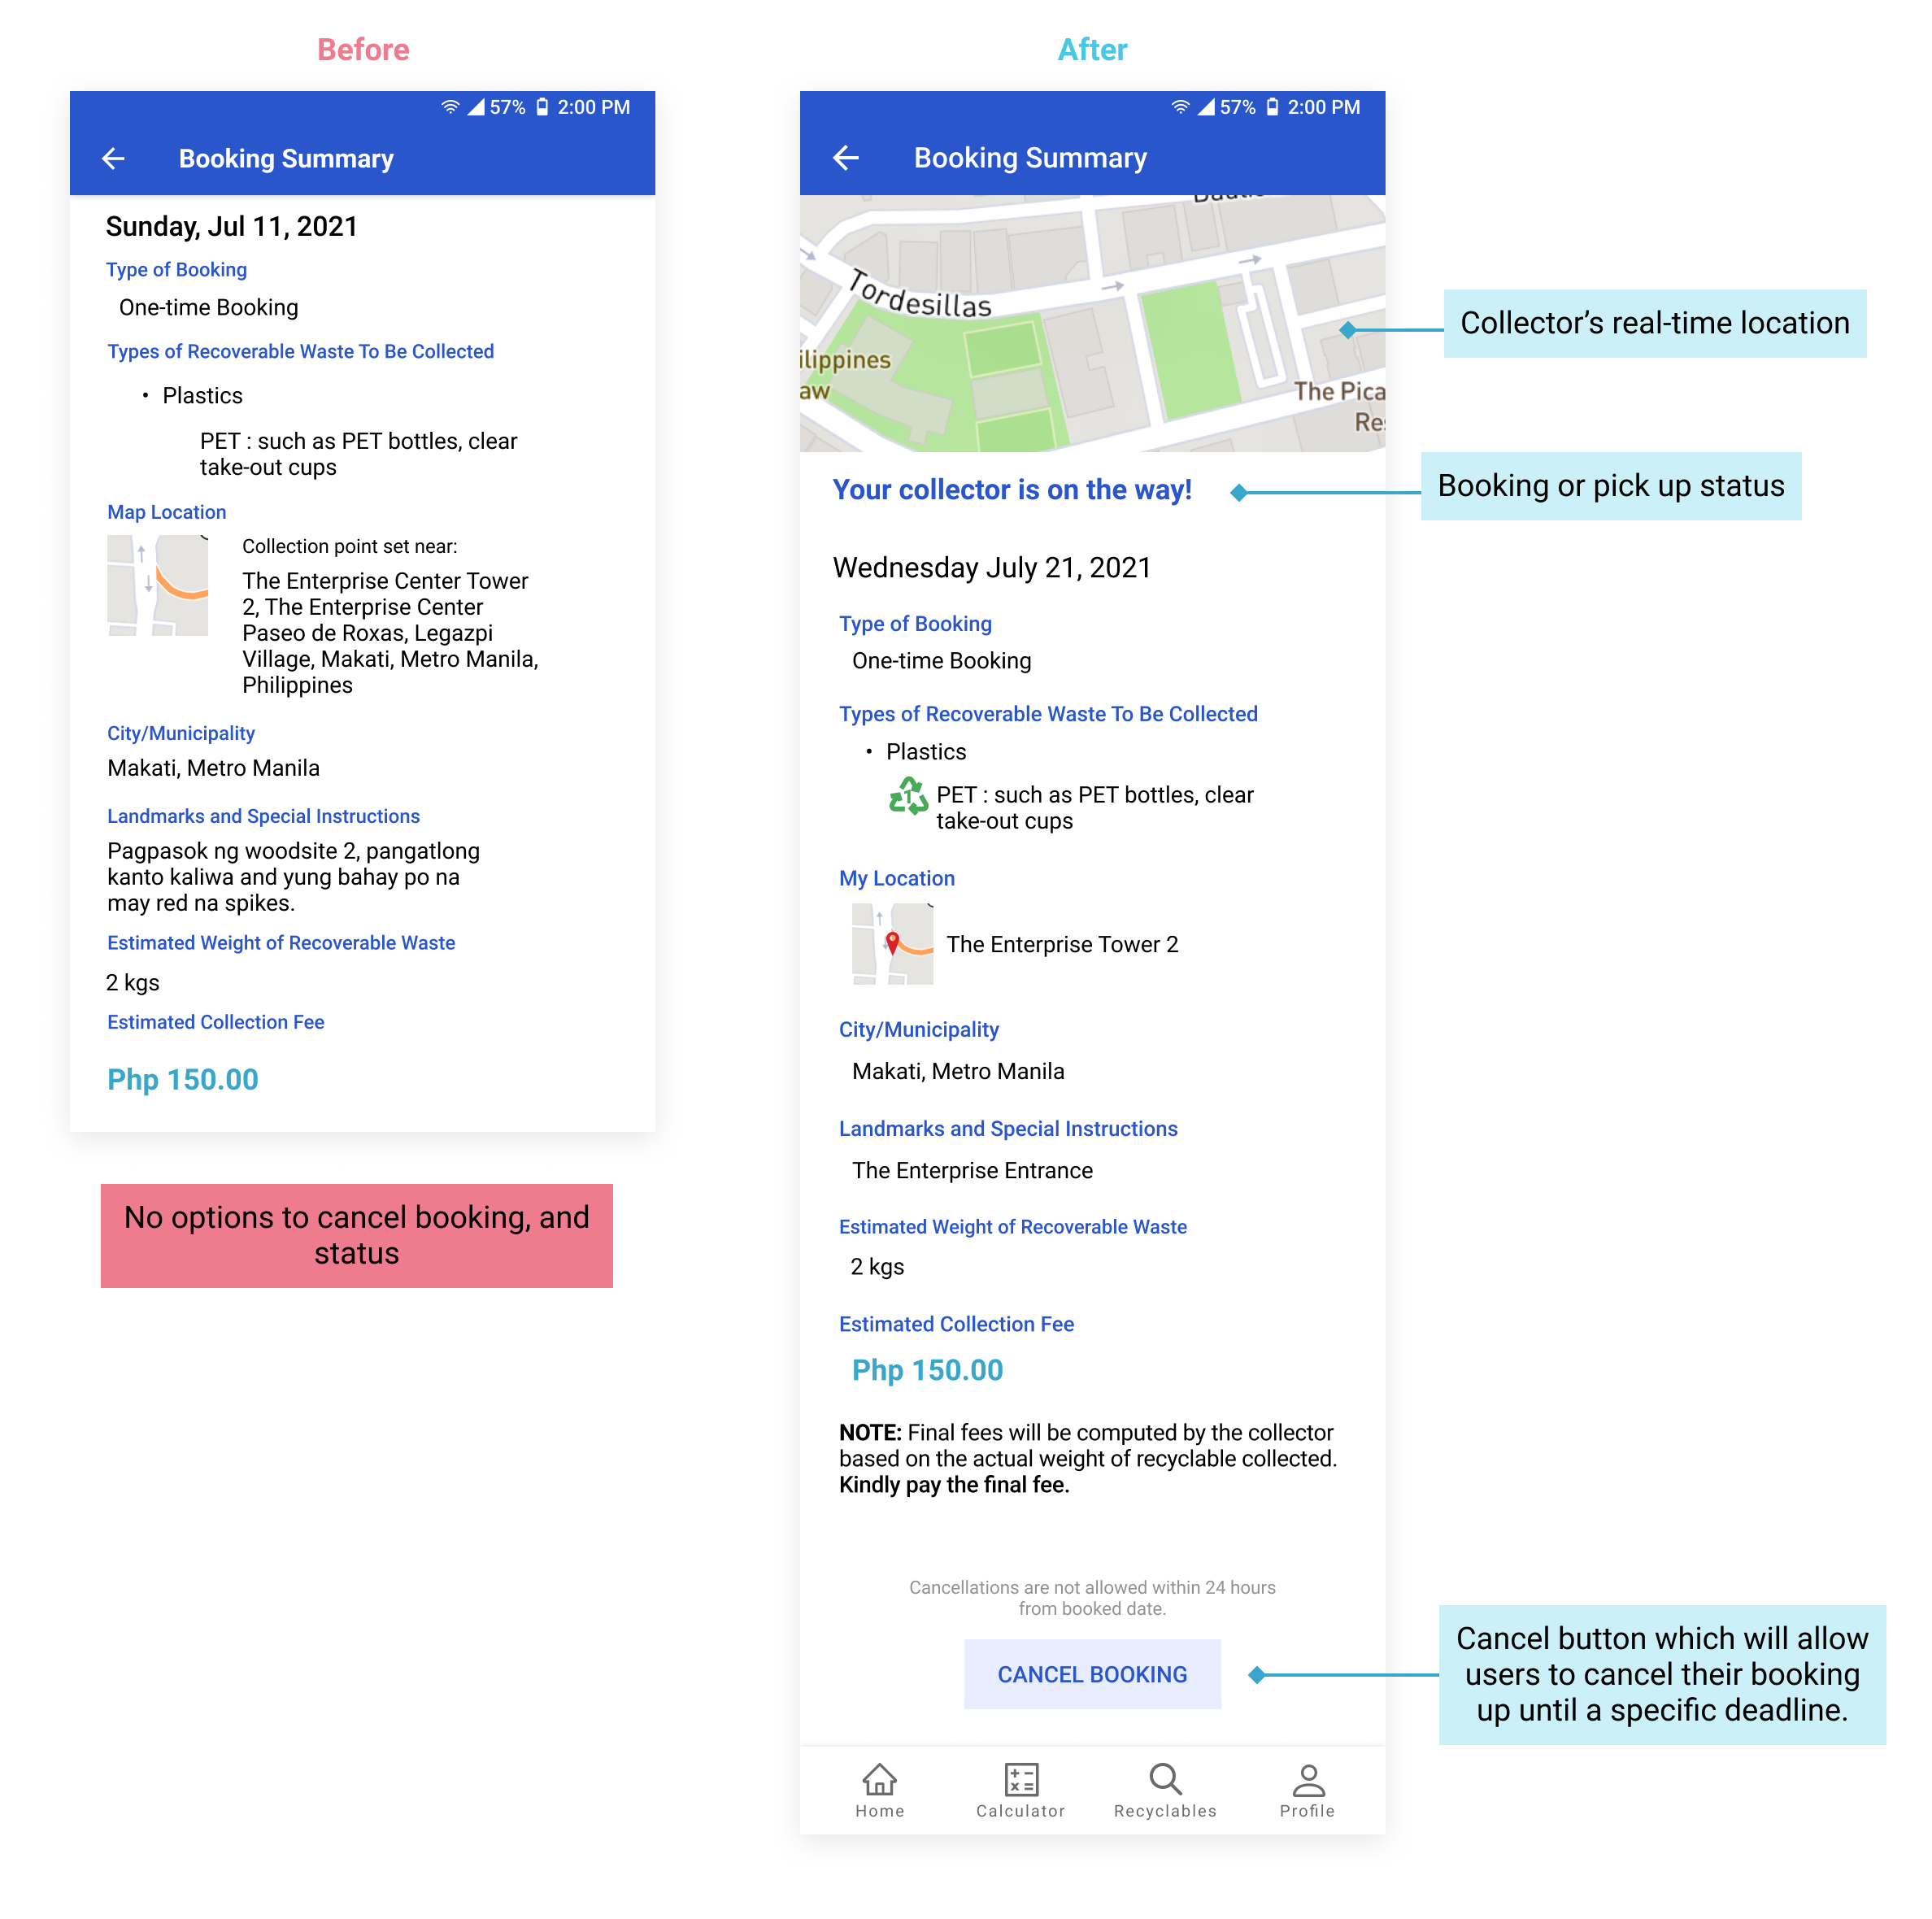 Before
57% 2:00 PM
Booking Summary
Sunday, Jul 11, 2021
Type of Booking
One-time Booking
Types of Recoverable Waste To Be Collected
• Plastics
PET : such as PET bottles, clear
take-out cups
Map Location
Collection point set near:
The Enterprise Center Tower
2, The Enterprise Center
Paseo de Roxas, Legazpi
Village, Makati, Metro Manila,
Philippines
City/Municipality
Makati, Metro Manila
Landmarks and Special Instructions
Pagpasok ng woodsite 2, pangatlong
kanto kaliwa and yung bahay po na
may red na spikes.
Estimated Weight of Recoverable Waste
2 kgs
Estimated Collection Fee
Php 150.00
No options to cancel booking, and
status
After
57% 2:00 PM
Booking Summary
Tordesillas
ilippines
aw
The Pica
Res
Collector’s real-time location
Your collector is on the way!
Booking or pick up status
Wednesday July 21, 2021
Type of Booking
One-time Booking
Types of Recoverable Waste To Be Collected
• Plastics
1
PET : such as PET bottles, clear
take-out cups
My Location
The Enterprise Tower 2
City/Municipality
Makati, Metro Manila
Landmarks and Special Instructions
The Enterprise Entrance
Estimated Weight of Recoverable Waste
2 kgs
Estimated Collection Fee
Php 150.00
NOTE: Final fees will be computed by the collector
based on the actual weight of recyclable collected.
Kindly pay the final fee.
Cancellations are not allowed within 24 hours
from booked date.
CANCEL BOOKING
Cancel button which will allow
users to cancel their booking
up until a specific deadline.
Home
Calculator
Recyclables
Profile